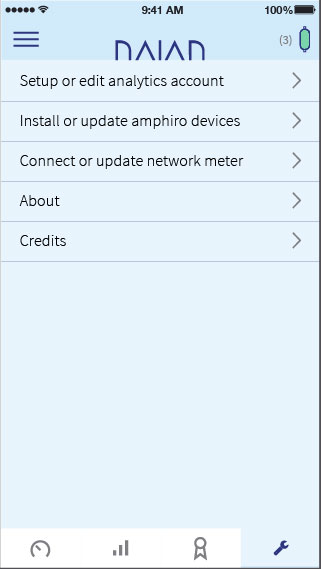 9:41 AM
100%
DAIAD
(3)
Setup or edit analytics account
Install or update amphiro devices
Connect or update network meter
About
Credits